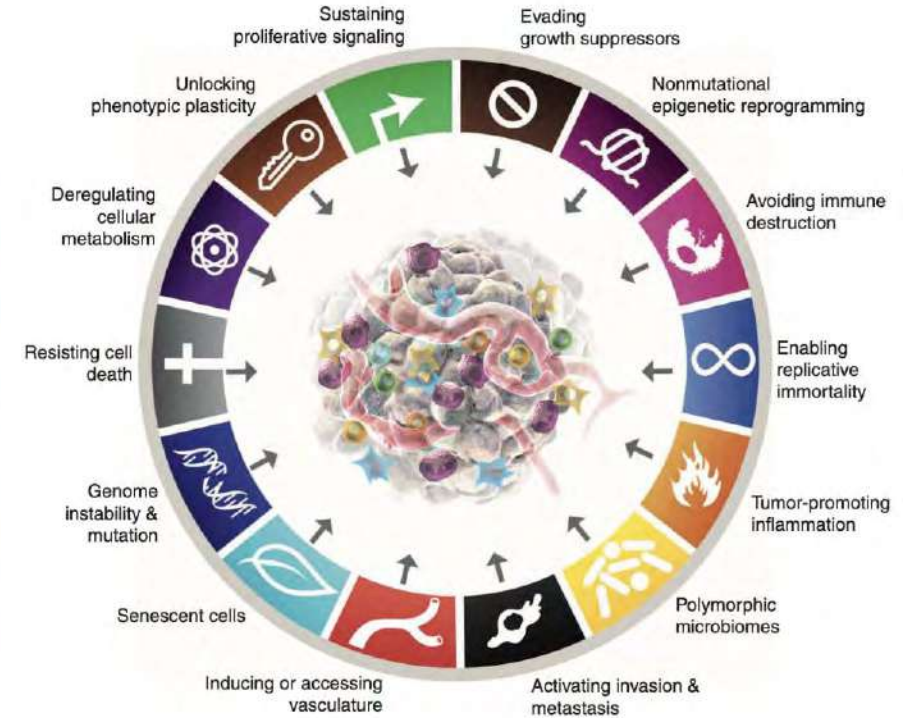 Sustaining
proliferative signaling
Evading
growth suppressors
Nonmutational
epigenetic reprogramming
Avoiding immune
destruction
Enabling
replicative
immortality
Tumor-promoting
inflammation
Polymorphic
microbiomes
Activating invasion &
metastasis
Inducing or accessing
vasculature
Senescent cells
Genome
instability &
mutation
Resisting cell
death
Deregulating
cellular
metabolism
Unlocking
phenotypic plasticity